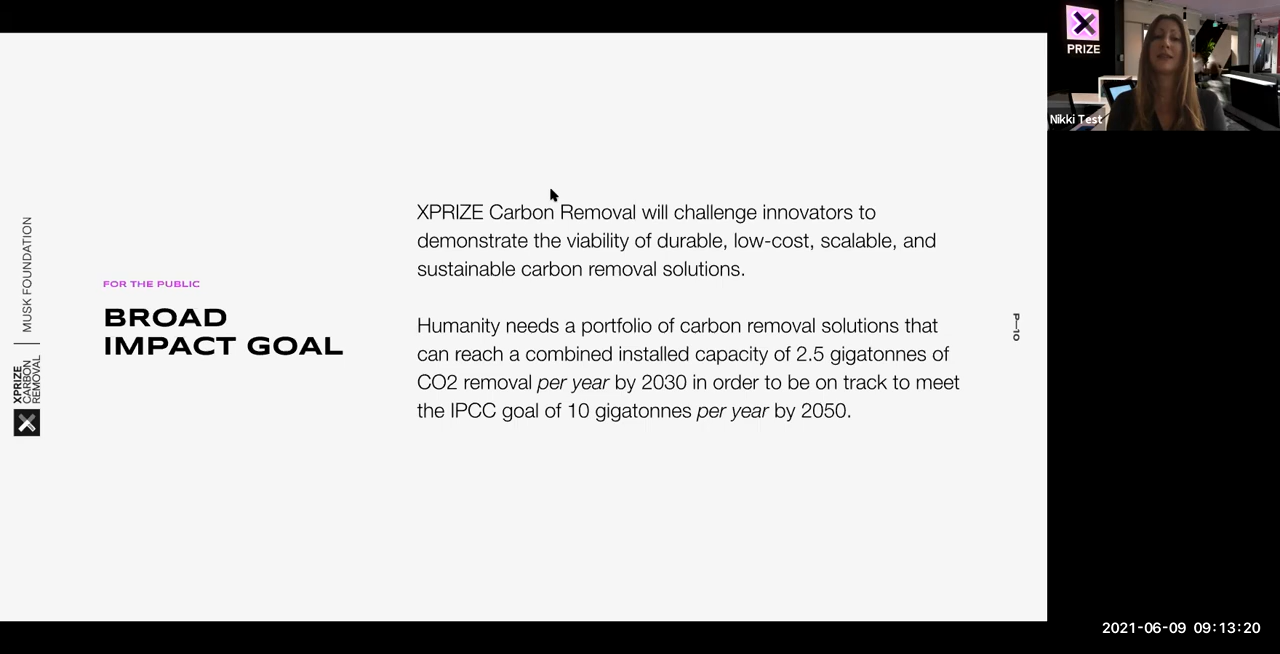 PRIZE
Nikki Test
MUSK FOUNDATION
XPRIZE
CARBON
REMOVAL
FOR THE PUBLIC
BROAD
IMPACT GOAL
XPRIZE Carbon Removal will challenge innovators to
demonstrate the viability of durable, low-cost, scalable, and
sustainable carbon removal solutions.
Humanity needs a portfolio of carbon removal solutions that
can reach a combined installed capacity of 2.5 gigatonnes of
CO2 removal per year by 2030 in order to be on track to meet
the IPCC goal of 10 gigatonnes per year by 2050.
P—10
2021-06-09 09:13:20